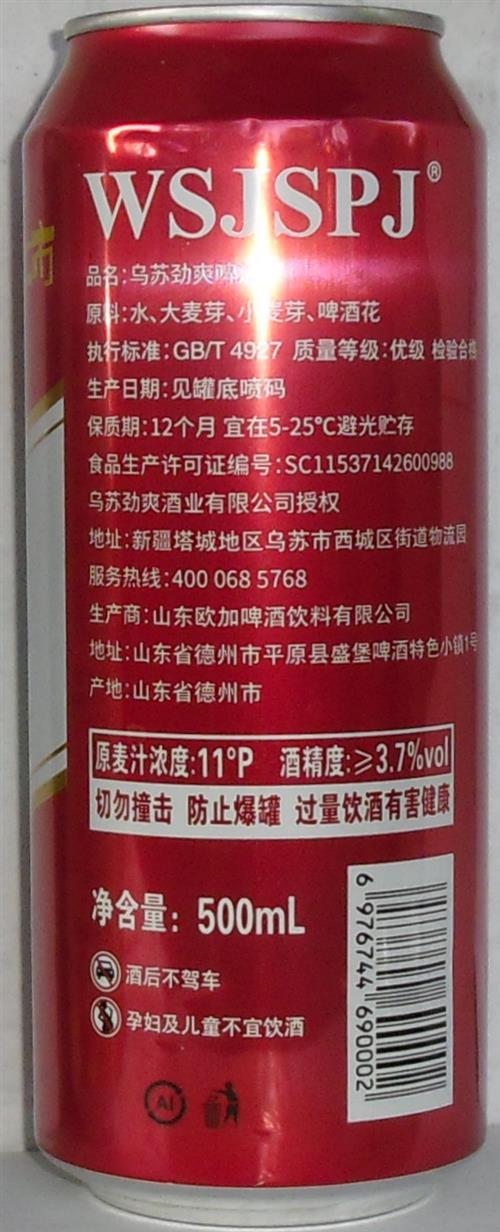 WSJSPJ®
市
品名:乌苏劲爽啤
原料:水、大麦芽、小麦芽、啤酒花
执行标准:GB/T 4927 质量等级:优级 检验合格
生产日期:见罐底喷码
保质期:12个月 宜在5-25°C避光贮存
食品生产许可证编号:SC11537142600988
乌苏劲爽酒业有限公司授权
地址:新疆塔城地区乌苏市西城区街道物流园
服务热线:400 068 5768
生产商:山东欧加啤酒饮料有限公司
地址:山东省德州市平原县盛堡啤酒特色小镇1号
产地:山东省德州市
原麦汁浓度:11°P 酒精度:≥3.7%vol
切勿撞击 防止爆罐 过量饮酒有害健康
净含量: 500mL
酒后不驾车
孕妇及儿童不宜饮酒
Al
6 976744 690002